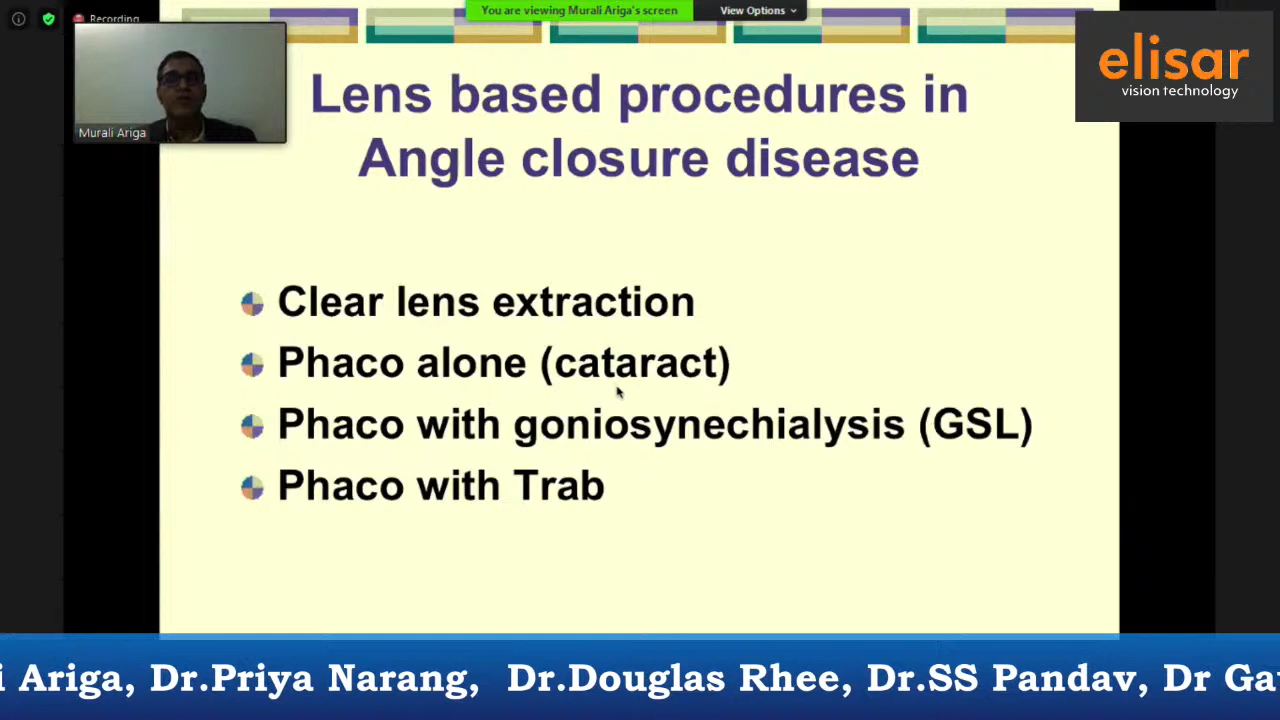 Recording
You are viewing Murali Ariga's screen
View Options
elisar
vision technology
Murali Ariga
Lens based procedures in
Angle closure disease
Clear lens extraction
Phaco alone (cataract)
Phaco with goniosynechialysis (GSL)
Phaco with Trab
i Ariga, Dr.Priya Narang, Dr.Douglas Rhee, Dr.SS Pandav, Dr Ga